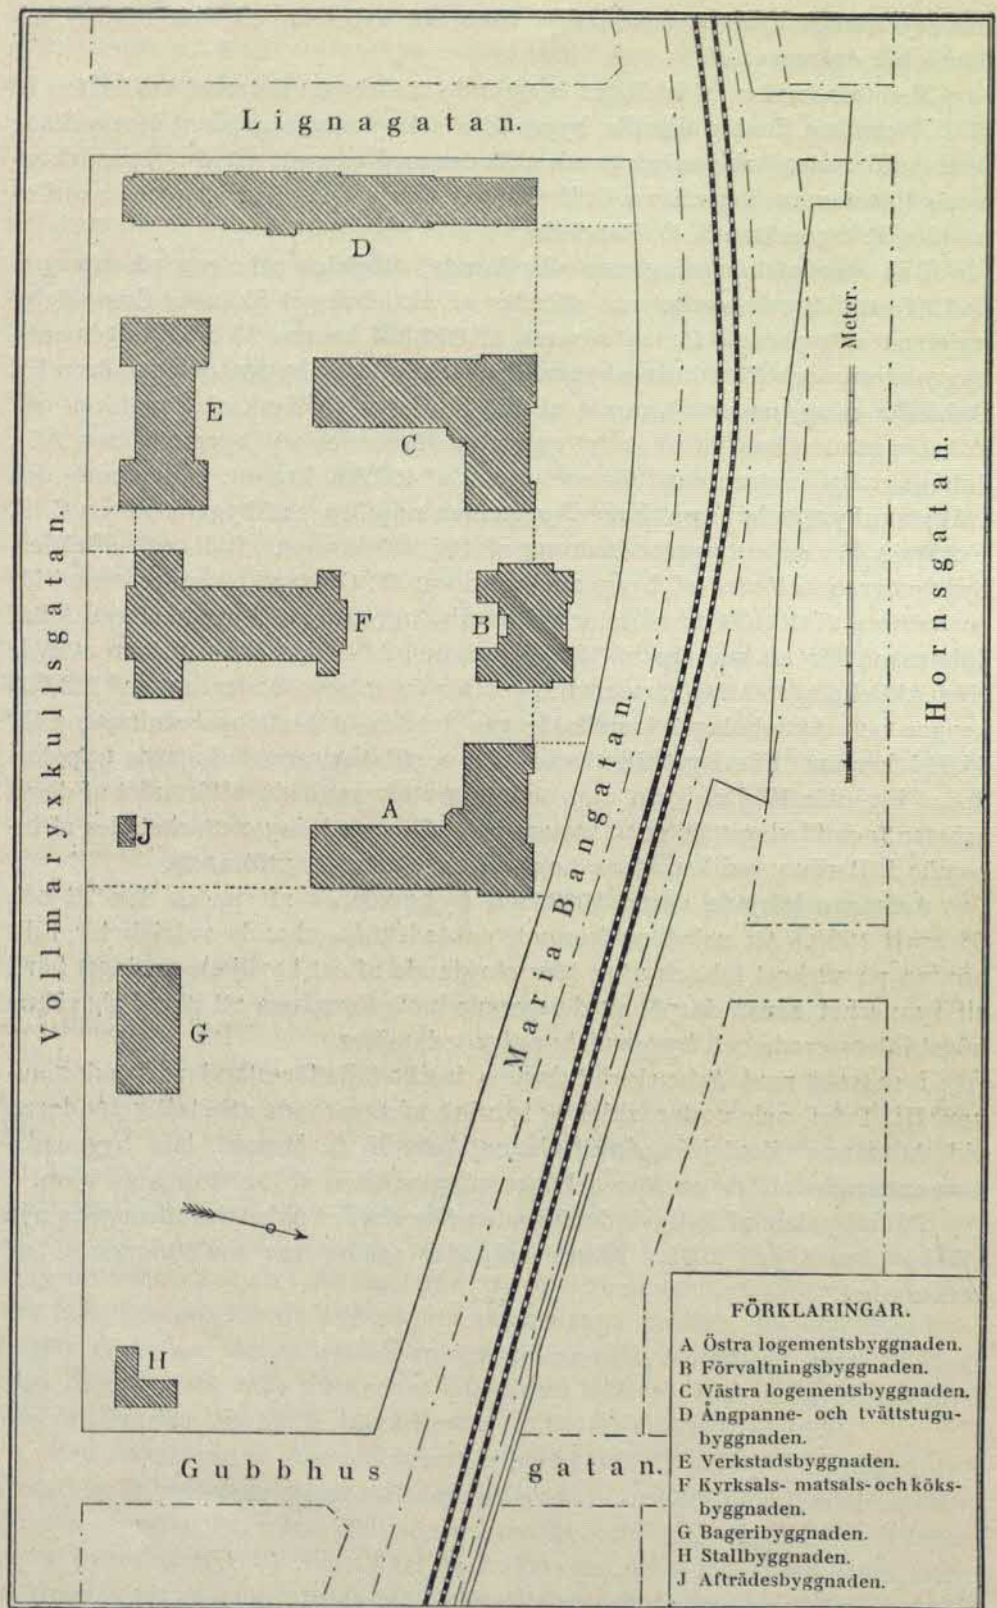 Lignagatan.
D
Meter.
E
C
Hornsgatan.
Vollmaryxkullsgatan.
F
B
Maria Bangatan.
A
J
G
H
Gubbhus gatan.
FÖRKLARINGAR.
A Östra logementsbyggnaden.
B Förvaltningsbyggnaden.
C Västra logementsbyggnaden.
D Ångpanne- och tvättstugu-
byggnaden.
E Verkstadsbyggnaden.
F Kyrksals- matsals- och köks-
byggnaden.
G Bageribyggnaden.
H Stallbyggnaden.
J Afträdesbyggnaden.